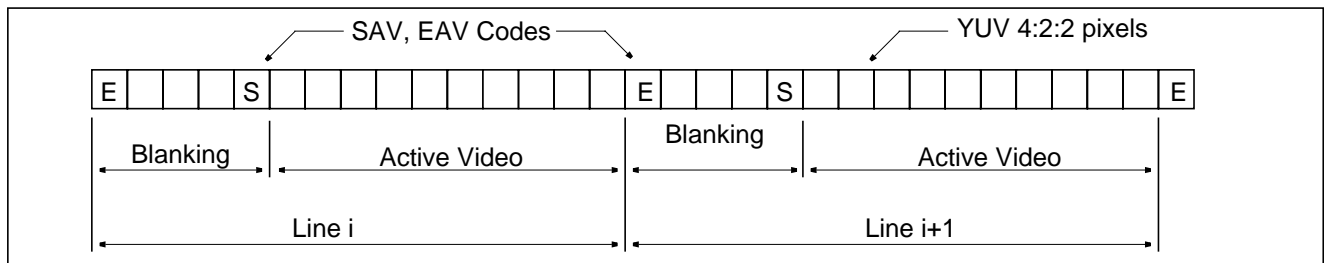 SAV, EAV Codes
YUV 4:2:2 pixels
E S E S E
Blanking
Active Video
Blanking
Active Video
Line i
Line i+1